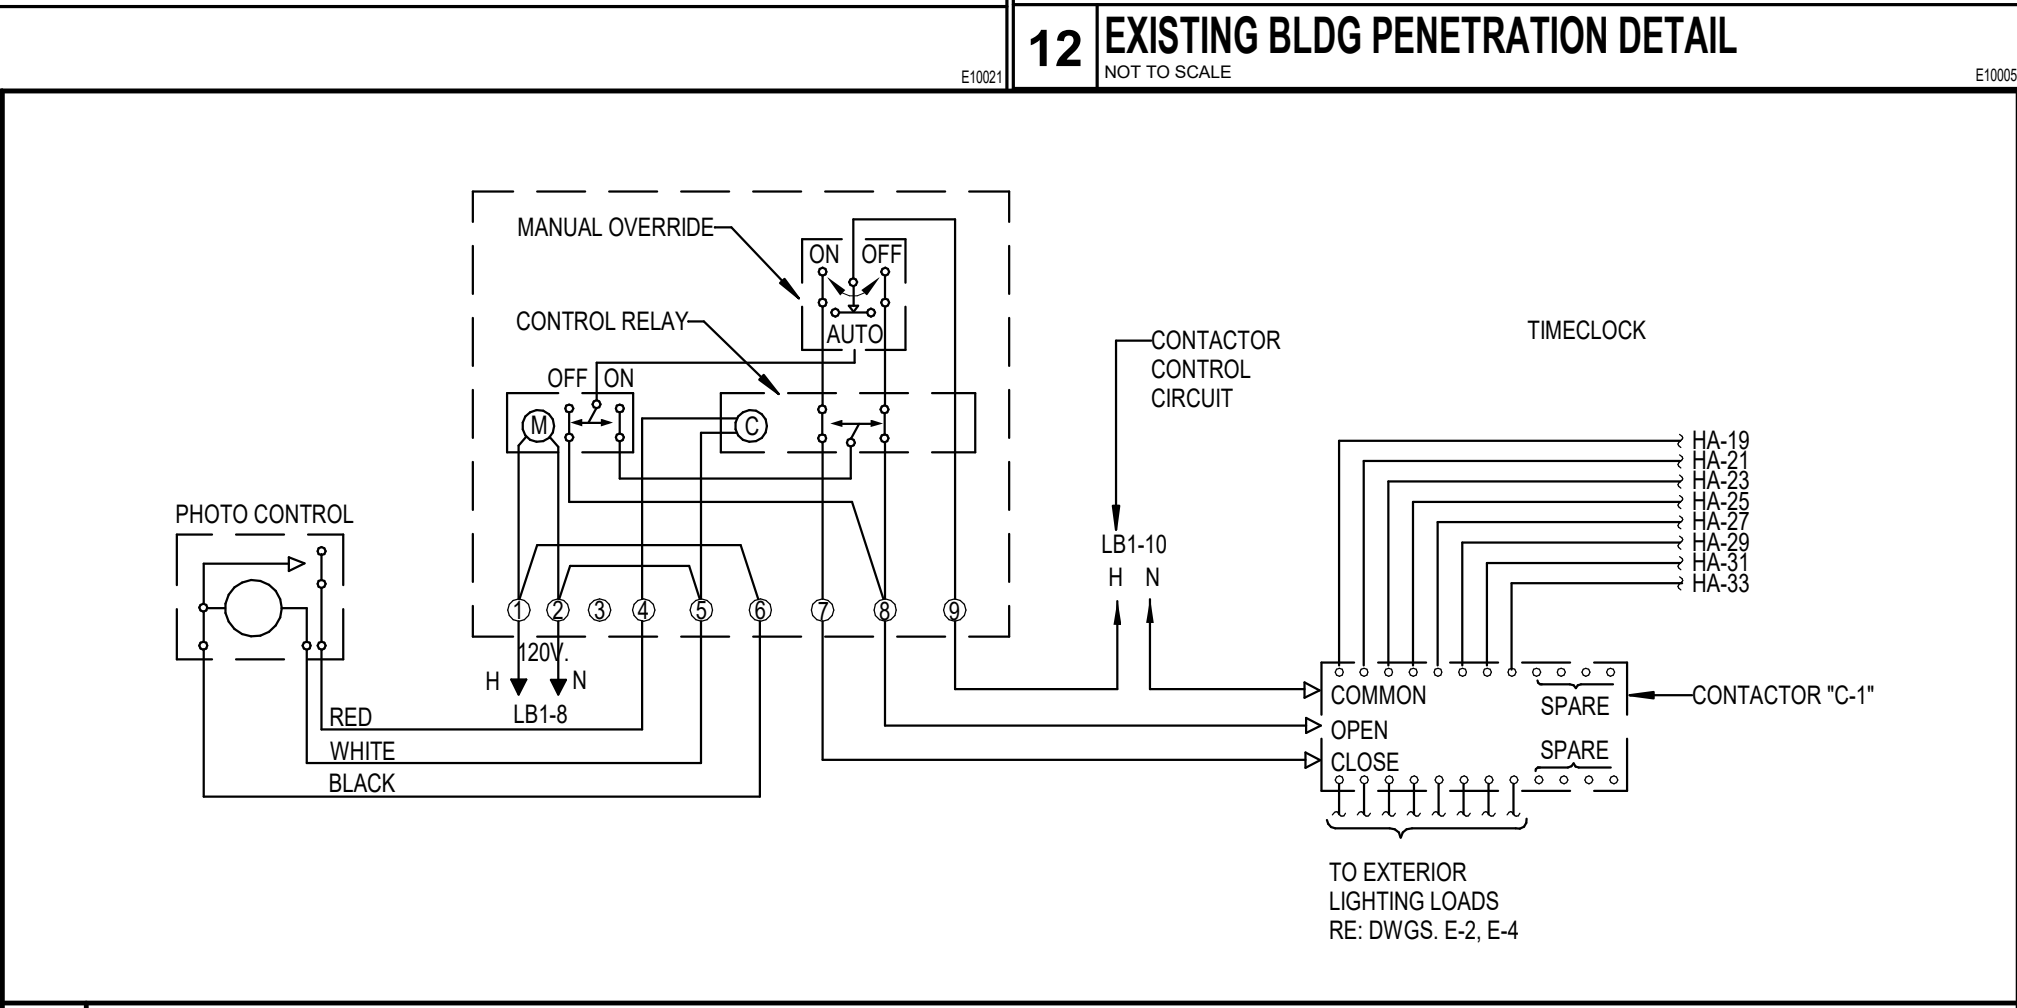 E10021
12
EXISTING BLDG PENETRATION DETAIL
NOT TO SCALE
E10005
MANUAL OVERRIDE
ON OFF
AUTO
CONTROL RELAY
OFF ON
M
C
CONTACTOR
CONTROL
CIRCUIT
TIMECLOCK
HA-19
HA-21
HA-23
HA-25
HA-27
HA-29
HA-31
HA-33
PHOTO CONTROL
LB1-10
H N
1 2 3 4 5 6 7 8 9
120V.
H N
LB1-8
RED
WHITE
BLACK
COMMON
OPEN
CLOSE
SPARE
SPARE
CONTACTOR "C-1"
TO EXTERIOR
LIGHTING LOADS
RE: DWGS. E-2, E-4